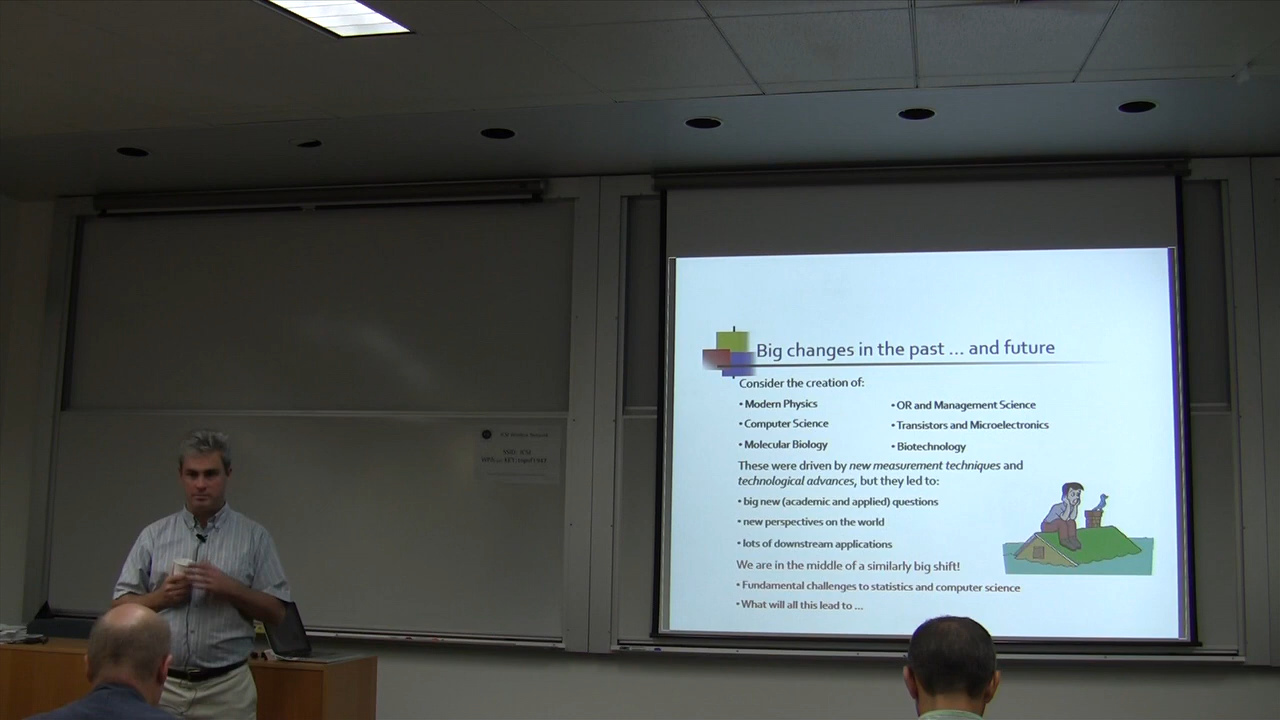 Big changes in the past ... and future
Consider the creation of:
• Modern Physics
• Computer Science
• Molecular Biology
• OR and Management Science
• Transistors and Microelectronics
• Biotechnology
These were driven by new measurement techniques and
technological advances, but they led to:
• big new (academic and applied) questions
• new perspectives on the world
• lots of downstream applications
We are in the middle of a similarly big shift!
• Fundamental challenges to statistics and computer science
• What will all this lead to ...